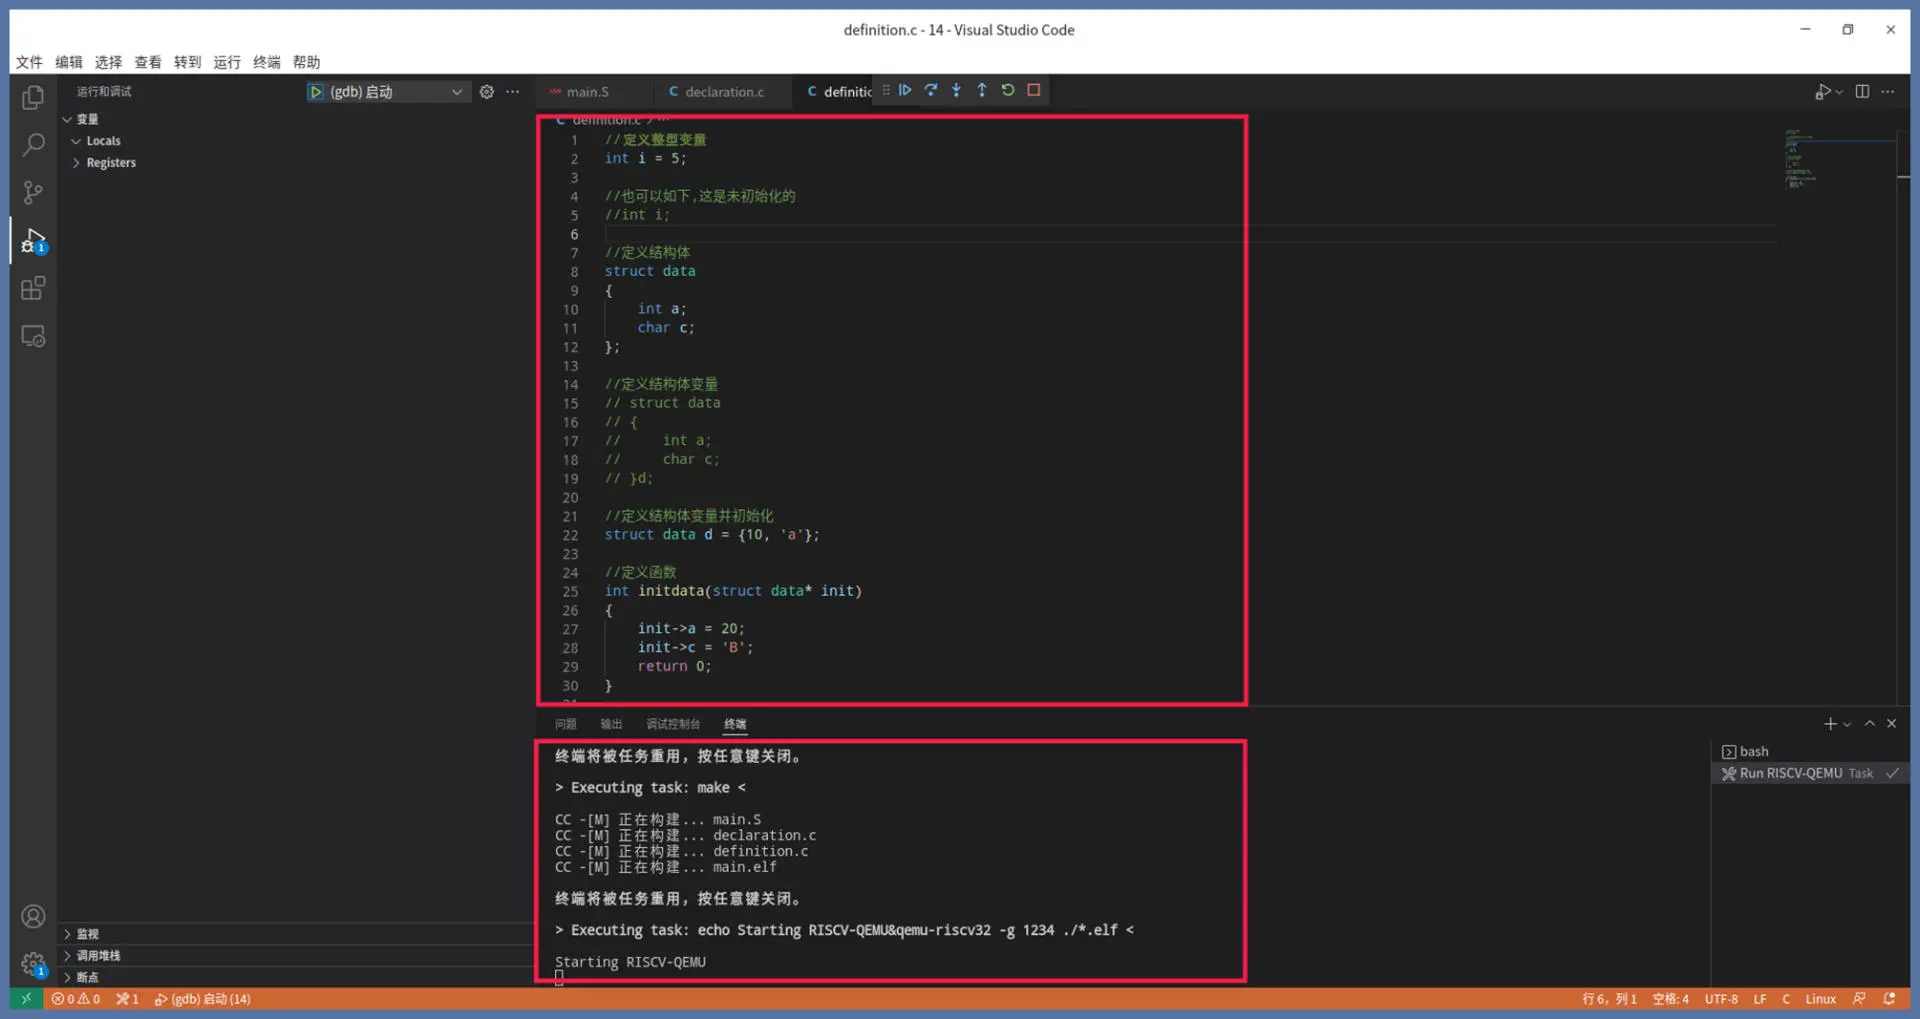 definition.c - 14 - Visual Studio Code
文件 编辑 选择 查看 转到 运行 终端 帮助
运行和调试
(gdb) 启动
main.S
declaration.c
definitio
变量
Locals
Registers
definition.c
1 //定义整型变量
2 int i = 5;
3
4 //也可以如下,这是未初始化的
5 //int i;
6
7 //定义结构体
8 struct data
9 {
10 int a;
11 char c;
12 };
13
14 //定义结构体变量
15 // struct data
16 // {
17 //     int a;
18 //     char c;
19 // }d;
20
21 //定义结构体变量并初始化
22 struct data d = {10, 'a'};
23
24 //定义函数
25 int initdata(struct data* init)
26 {
27 init->a = 20;
28 init->c = 'B';
29 return 0;
30 }
问题 输出 调试控制台 终端
终端将被任务重用，按任意键关闭。
> Executing task: make <
CC -[M] 正在构建... main.S
CC -[M] 正在构建... declaration.c
CC -[M] 正在构建... definition.c
CC -[M] 正在构建... main.elf
终端将被任务重用，按任意键关闭。
> Executing task: echo Starting RISCV-QEMU&qemu-riscv32 -g 1234 ./*.elf <
Starting RISCV-QEMU
bash
Run RISCV-QEMU Task
监视
调用堆栈
断点
0 0 1 (gdb) 启动 (14)
行 6，列 1 空格: 4 UTF-8 LF C Linux